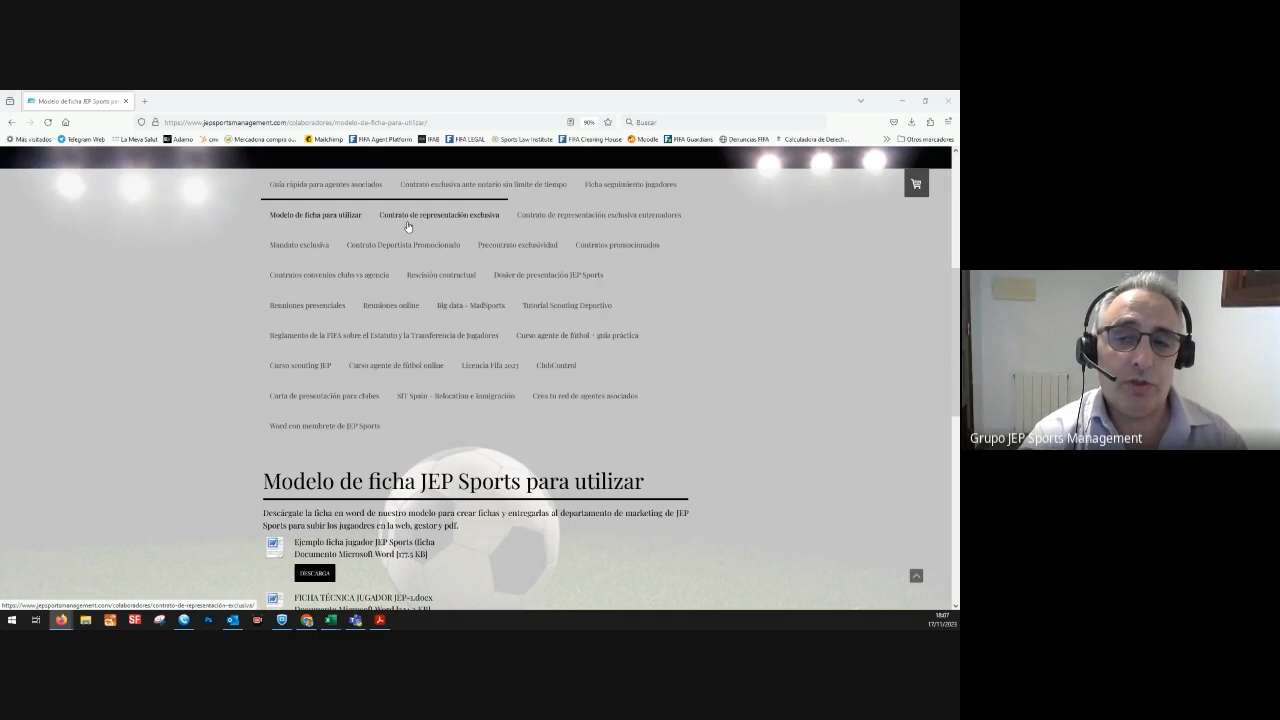 Modelo de ficha JEP Sports par
https://www.jepsportsmanagement.com/colaboradores/modelo-de-ficha-para-utilizar/
90%
Buscar
Más visitados
Telegram Web
La Meva Salut
Adamo
cm
Mercadona compra o...
Mailchimp
FIFA Agent Platform
IFAB
FIFA LEGAL
Sports Law Institute
FIFA Clearing House
Moodle
FIFA Guardians
Denuncias FIFA
Calculadora de Derech...
Otros marcadores
Guía rápida para agentes asociados Contrato exclusiva ante notario sin límite de tiempo Ficha seguimiento jugadores
Modelo de ficha para utilizar Contrato de representación exclusiva Contrato de representación exclusiva entrenadores
Mandato exclusiva Contrato Deportista Promocionado Precontrato exclusividad Contratos promocionados
Contratos convenios clubs vs agencia Rescisión contractual Dosier de presentación JEP Sports
Reuniones presenciales Reuniones online Big data - MadSports Tutorial Scouting Deportivo
Reglamento de la FIFA sobre el Estatuto y la Transferencia de Jugadores Curso agente de fútbol - guía práctica
Curso scouting JEP Curso agente de fútbol online Licencia Fifa 2023 ClubControl
Carta de presentación para clubes SIT Spain - Relocation e inmigración Crea tu red de agentes asociados
Word con membrete de JEP Sports
Modelo de ficha JEP Sports para utilizar
Descárgate la ficha en word de nuestro modelo para crear fichas y entregarlas al departamento de marketing de JEP
Sports para subir los jugaodres en la web, gestor y pdf.
Ejemplo ficha jugador JEP Sports (ficha
Documento Microsoft Word [177.5 KB]
DESCARGA
FICHA TÉCNICA JUGADOR JEP-1.docx
https://www.jepsportsmanagement.com/colaboradores/contrato-de-representación-exclusiva/
SF
18:07
17/11/2023
Grupo JEP Sports Management